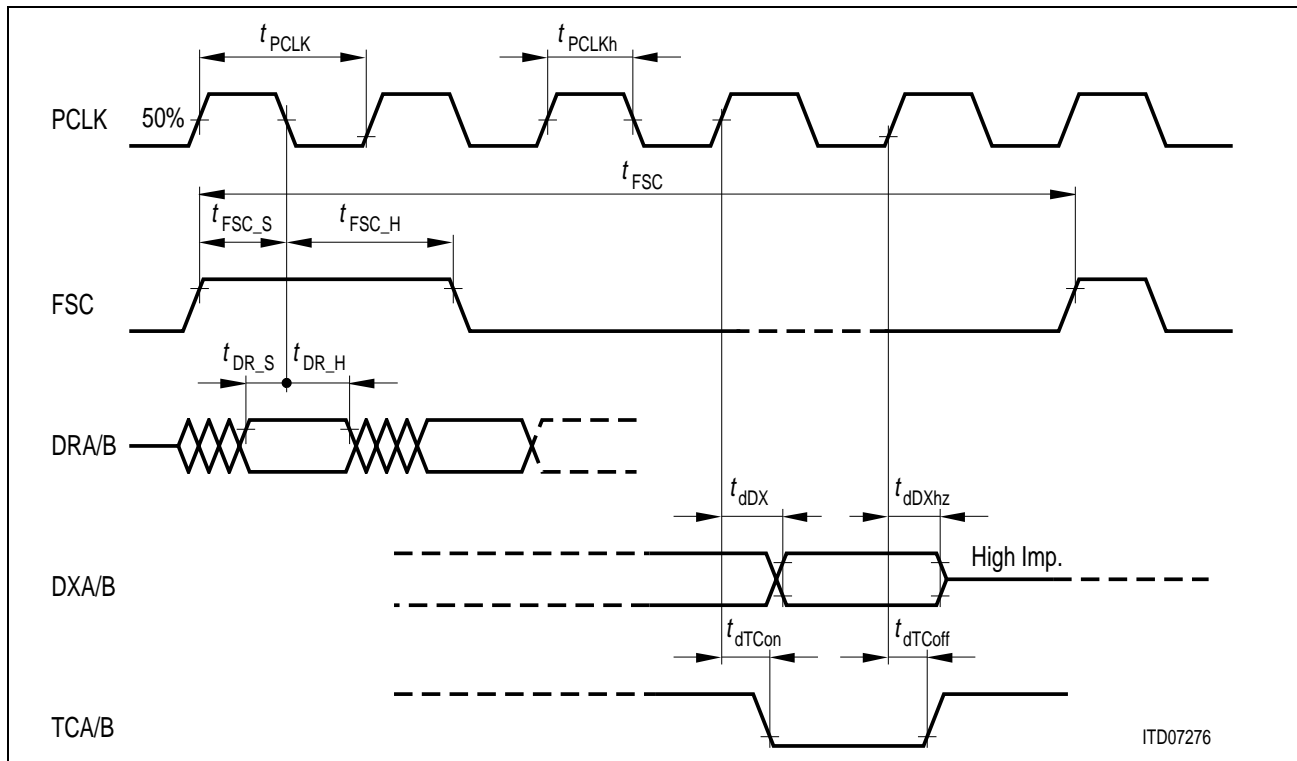 tPCLK
tPCLKh
PCLK
50%
tFSC
tFSC_S
tFSC_H
FSC
tDR_S
tDR_H
DRA/B
tdDX
tdDXhz
High Imp.
DXA/B
tdTCon
tdTCoff
TCA/B
ITD07276